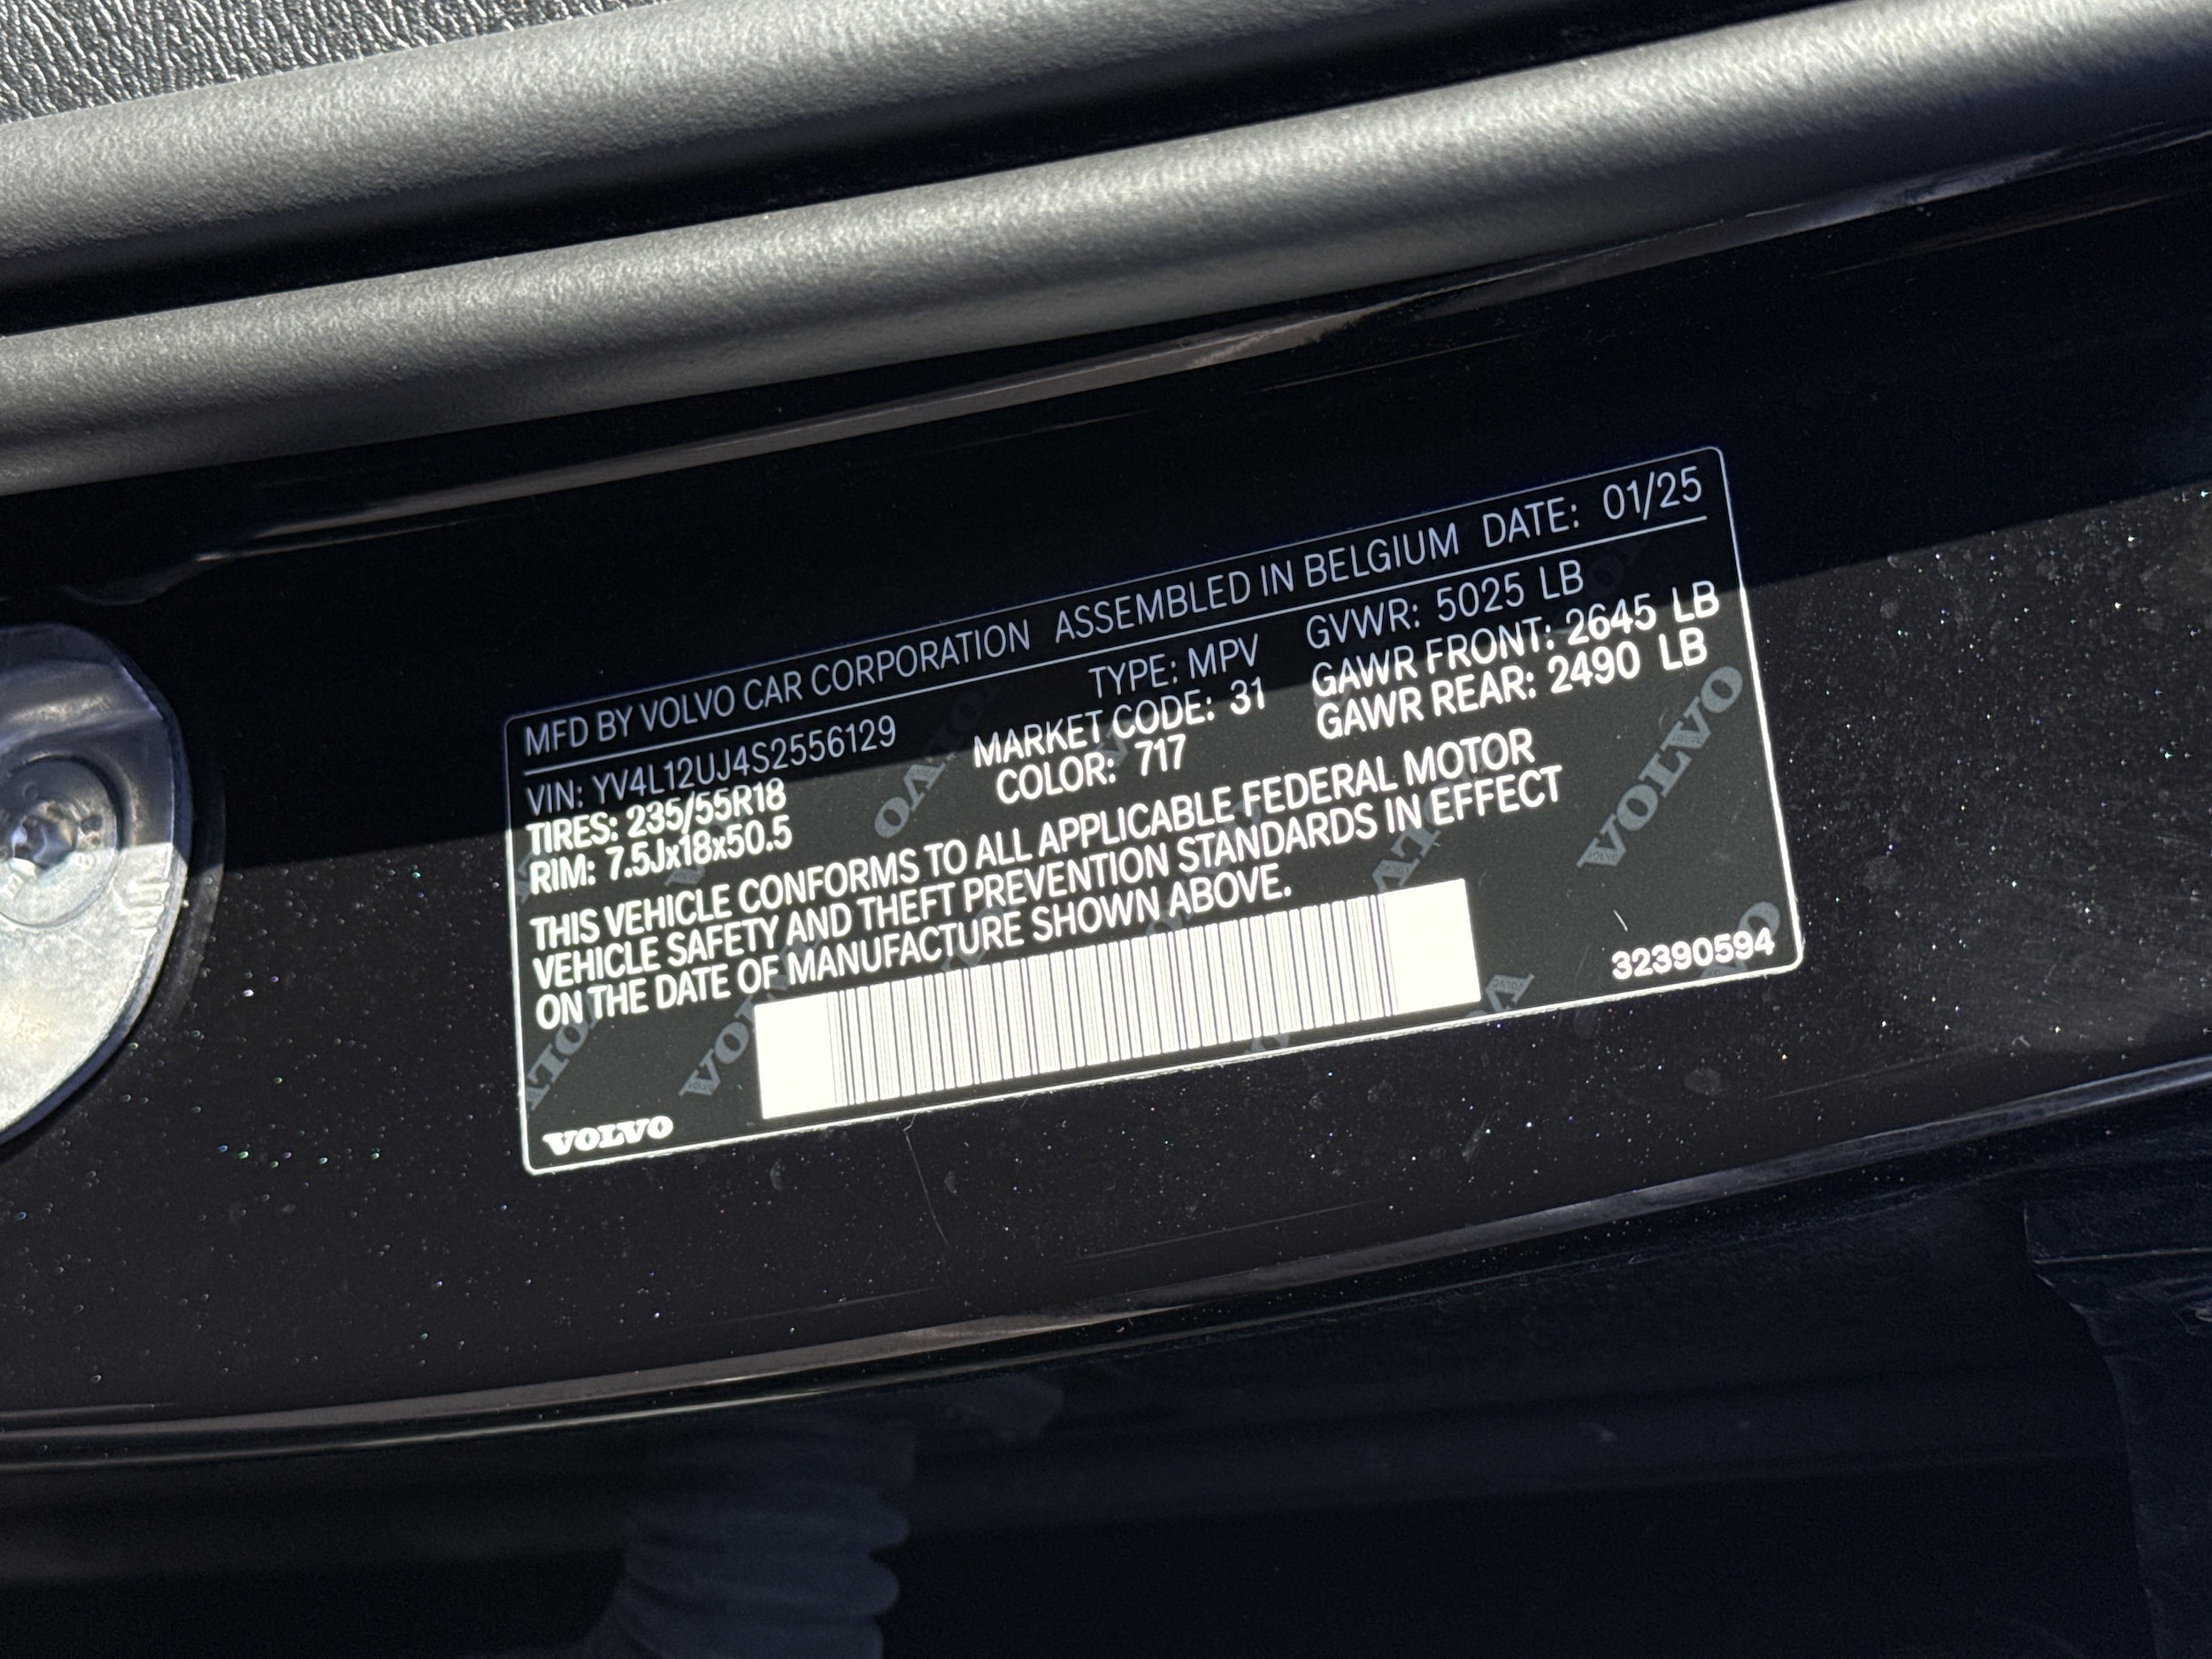 MFD BY VOLVO CAR CORPORATION ASSEMBLED IN BELGIUM DATE: 01/25
VIN: YV4L12UJ4S2556129 TYPE: MPV GVWR: 5025 LB
TIRES: 235/55R18 MARKET CODE: 31 GAWR FRONT: 2645 LB
RIM: 7.5Jx18x50.5 COLOR: 717 GAWR REAR: 2490 LB
THIS VEHICLE CONFORMS TO ALL APPLICABLE FEDERAL MOTOR
VEHICLE SAFETY AND THEFT PREVENTION STANDARDS IN EFFECT
ON THE DATE OF MANUFACTURE SHOWN ABOVE.
VOLVO
32390594
VOLVO